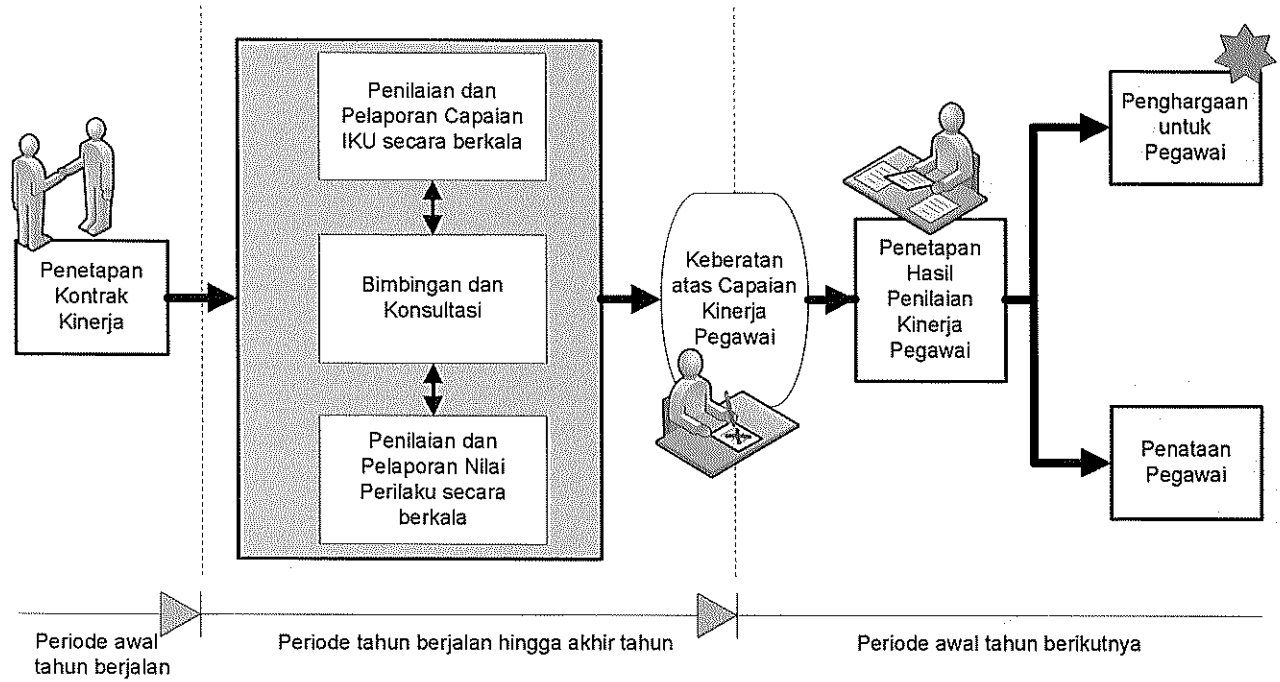 Penetapan
Kontrak
Kinerja
Penilaian dan
Pelaporan Capaian
IKU secara berkala
Bimbingan dan
Konsultasi
Penilaian dan
Pelaporan Nilai
Perilaku secara
berkala
Keberatan
atas Capaian
Kinerja
Pegawai
Penetapan
Hasil
Penilaian
Kinerja
Pegawai
Penghargaan
untuk
Pegawai
Penataan
Pegawai
Periode awal
tahun berjalan
Periode tahun berjalan hingga akhir tahun
Periode awal tahun berikutnya